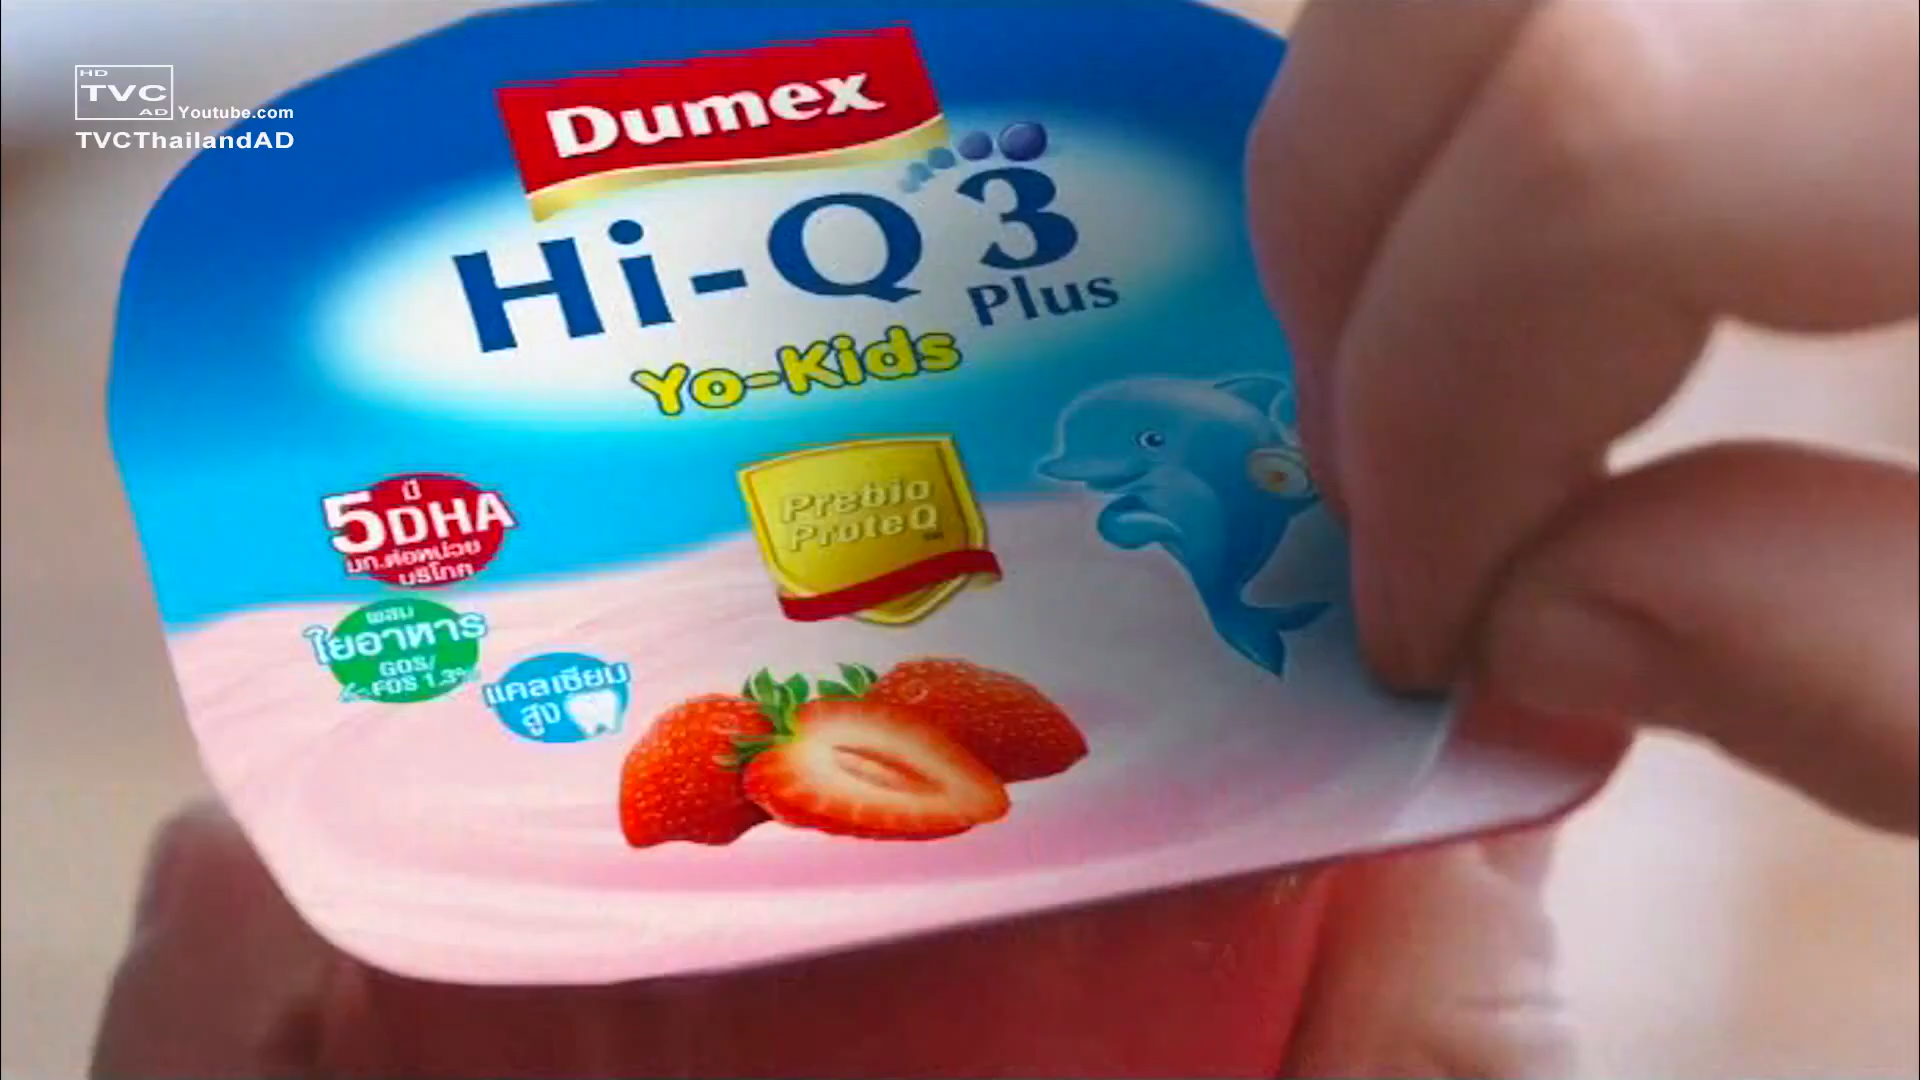 HD
TVC
AD Youtube.com
TVCThailandAD
Dumex
Hi-Q 3
Plus
Yo-Kids
Prebio
ProteQ
มี
5 DHA
มก.ต่อหน่วย
บริโภค
ผสม
ใยอาหาร
GOS/
FOS 1.3%
แคลเซียม
สูง